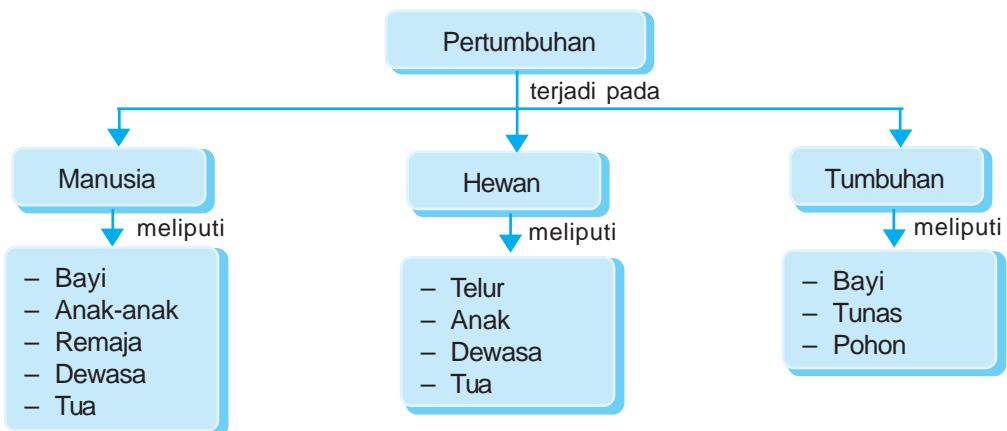 Pertumbuhan
terjadi pada
Manusia
meliputi
– Bayi
– Anak-anak
– Remaja
– Dewasa
– Tua
Hewan
meliputi
– Telur
– Anak
– Dewasa
– Tua
Tumbuhan
meliputi
– Bayi
– Tunas
– Pohon